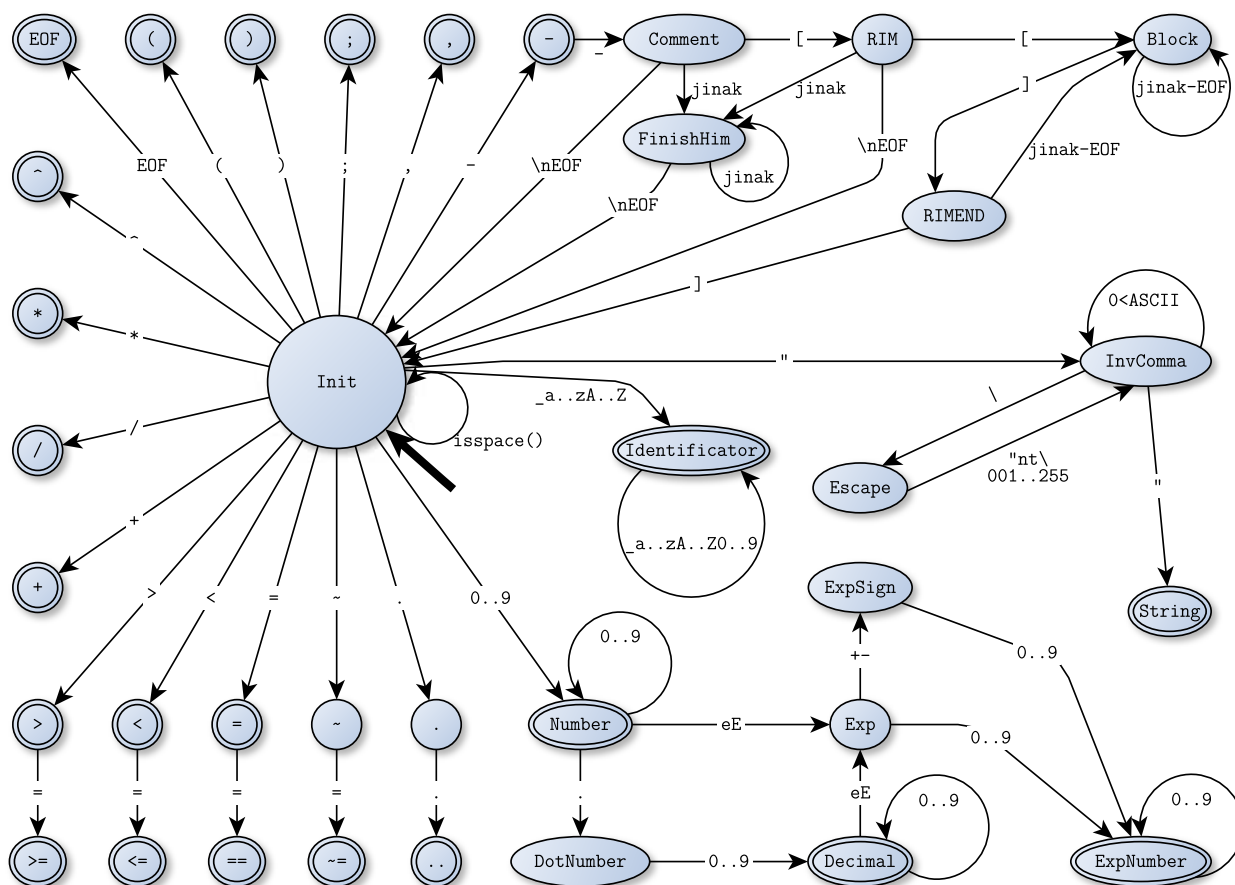 EOF
(
)
;
,
-
_
Comment
[
RIM
[
Block
jinak-EOF
jinak
jinak
]
FinishHim
jinak
\nEOF
\nEOF
\nEOF
jinak-EOF
RIMEND
]
EOF
(
)
;
,
-
^
^
*
*
/
/
+
+
Init
isspace()
"
0<ASCII
InvComma
\
"nt\
001..255
Escape
"
String
_a..zA..Z
Identificator
_a..zA..Z0..9
>
<
=
~
.
0..9
0..9
ExpSign
0..9
+-
>
<
=
~
.
Number
eE
Exp
0..9
=
=
=
=
.
.
eE
0..9
0..9
>=
<=
==
~=
..
DotNumber
0..9
Decimal
ExpNumber